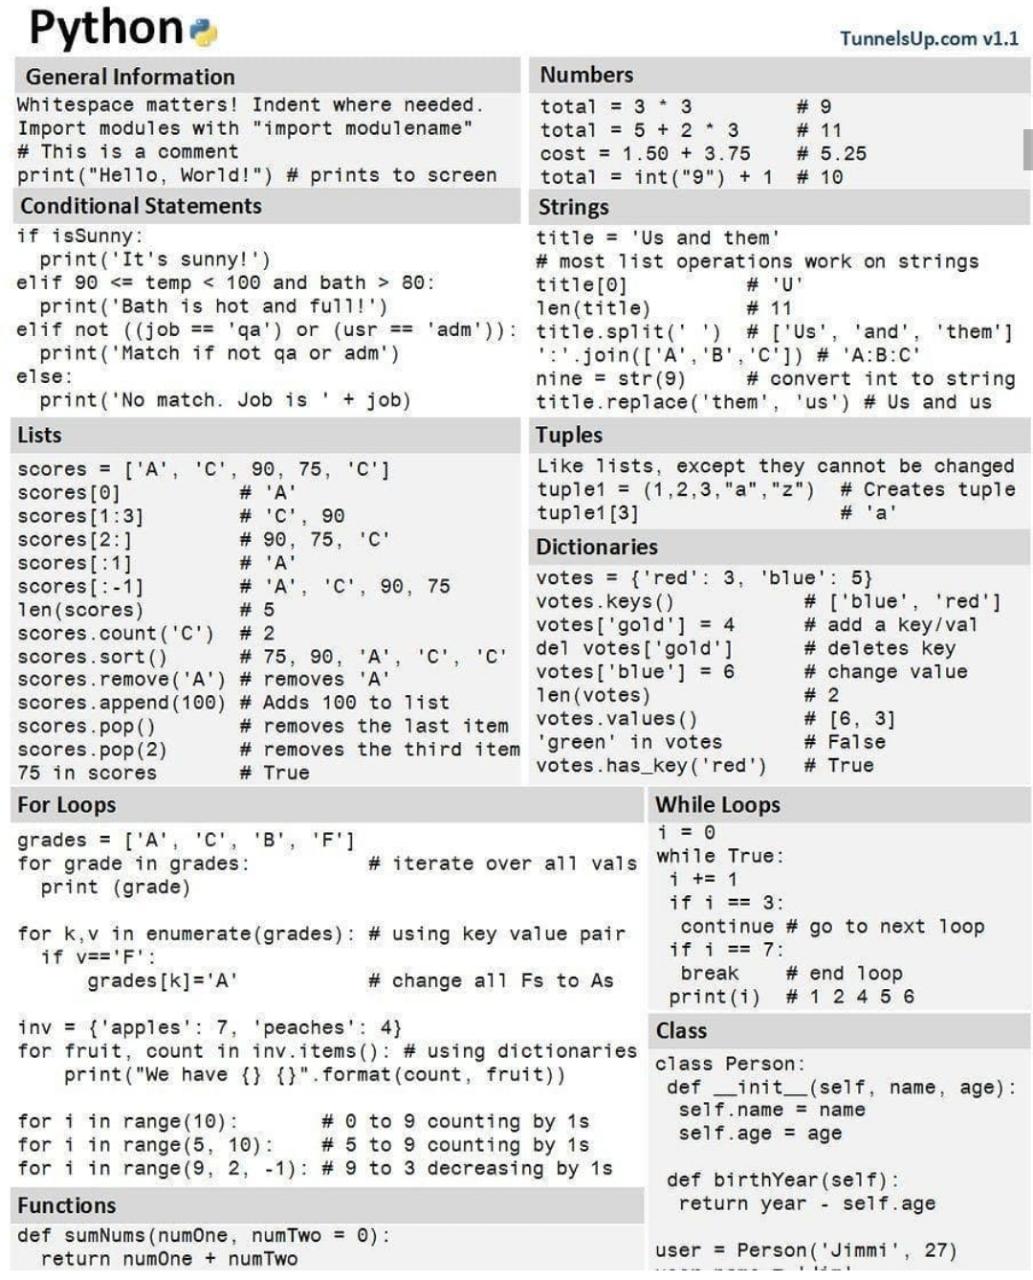 Python
TunnelsUp.com v1.1
General Information
Whitespace matters! Indent where needed.
Import modules with "import modulename"
# This is a comment
print("Hello, World!") # prints to screen
Conditional Statements
if isSunny:
  print('It's sunny!')
elif 90 <= temp < 100 and bath > 80:
  print('Bath is hot and full!')
elif not ((job == 'qa') or (usr == 'adm')):
  print('Match if not qa or adm')
else:
  print('No match. Job is ' + job)
Lists
scores = ['A', 'C', 90, 75, 'C']
scores[0]          # 'A'
scores[1:3]        # 'C', 90
scores[2:]         # 90, 75, 'C'
scores[:1]         # 'A'
scores[:-1]        # 'A', 'C', 90, 75
len(scores)        # 5
scores.count('C')  # 2
scores.sort()      # 75, 90, 'A', 'C', 'C'
scores.remove('A') # removes 'A'
scores.append(100) # Adds 100 to list
scores.pop()       # removes the last item
scores.pop(2)      # removes the third item
75 in scores       # True
Numbers
total = 3 * 3         # 9
total = 5 + 2 * 3     # 11
cost = 1.50 + 3.75    # 5.25
total = int("9") + 1  # 10
Strings
title = 'Us and them'
# most list operations work on strings
title[0]          # 'U'
len(title)        # 11
title.split(' ')  # ['Us', 'and', 'them']
':'.join(['A','B','C']) # 'A:B:C'
nine = str(9)     # convert int to string
title.replace('them', 'us') # Us and us
Tuples
Like lists, except they cannot be changed
tuple1 = (1,2,3,"a","z")  # Creates tuple
tuple1[3]                 # 'a'
Dictionaries
votes = {'red': 3, 'blue': 5}
votes.keys()           # ['blue', 'red']
votes['gold'] = 4      # add a key/val
del votes['gold']      # deletes key
votes['blue'] = 6      # change value
len(votes)             # 2
votes.values()         # [6, 3]
'green' in votes       # False
votes.has_key('red')   # True
For Loops
grades = ['A', 'C', 'B', 'F']
for grade in grades:          # iterate over all vals
  print (grade)
for k,v in enumerate(grades): # using key value pair
  if v=='F':
      grades[k]='A'           # change all Fs to As
inv = {'apples': 7, 'peaches': 4}
for fruit, count in inv.items(): # using dictionaries
    print("We have {} {}".format(count, fruit))
for i in range(10):       # 0 to 9 counting by 1s
for i in range(5, 10):    # 5 to 9 counting by 1s
for i in range(9, 2, -1): # 9 to 3 decreasing by 1s
Functions
def sumNums(numOne, numTwo = 0):
  return numOne + numTwo
While Loops
i = 0
while True:
 i += 1
 if i == 3:
  continue # go to next loop
 if i == 7:
  break    # end loop
 print(i)  # 1 2 4 5 6
Class
class Person:
 def __init__(self, name, age):
  self.name = name
  self.age = age
 def birthYear(self):
  return year - self.age
user = Person('Jimmi', 27)